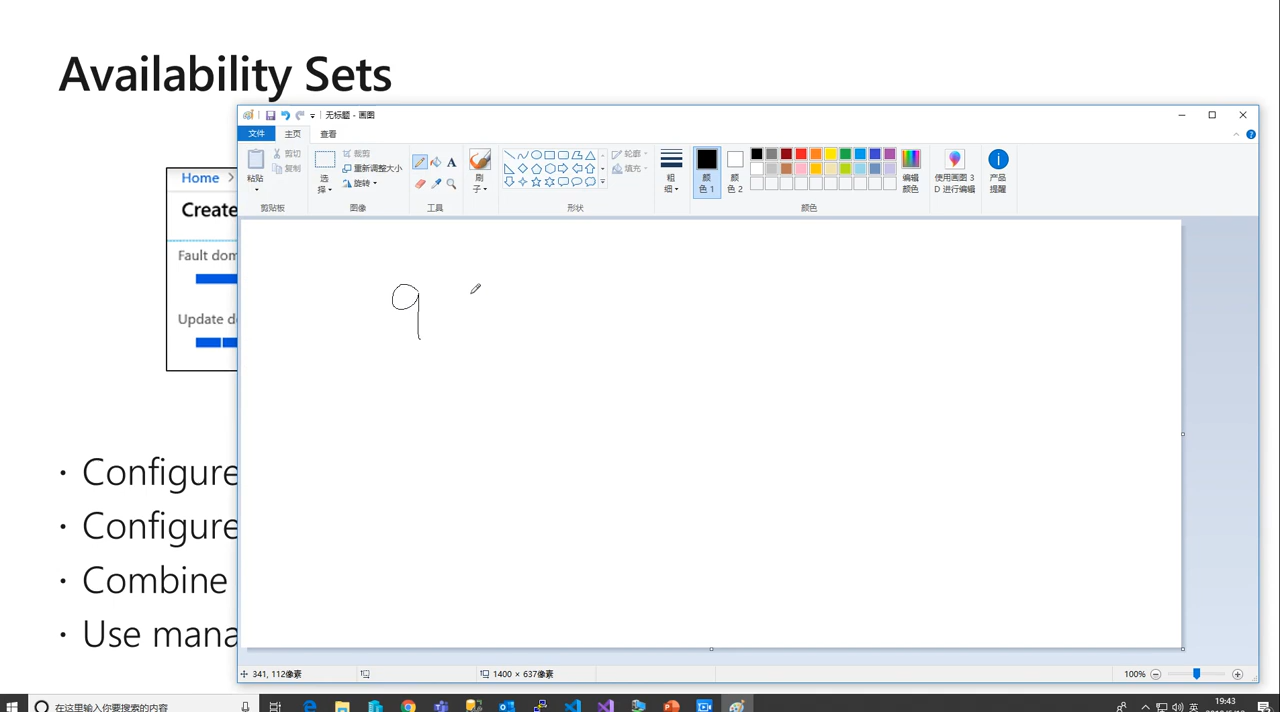 Availability Sets
无标题 - 画图
文件 主页 查看
Home >
Create
Fault dom
Update d
粘贴
剪切
复制
剪贴板
选择
裁剪
重新调整大小
旋转
图像
A
工具
刷子
形状
轮廓
填充
粗细
颜色 1
颜色 2
颜色
编辑颜色
使用画图 3D 进行编辑
产品提醒
9
· Configure
· Configure
· Combine
· Use mana
341, 112像素
1400 × 637像素
100%
在这里输入你要搜索的内容
英
19:43